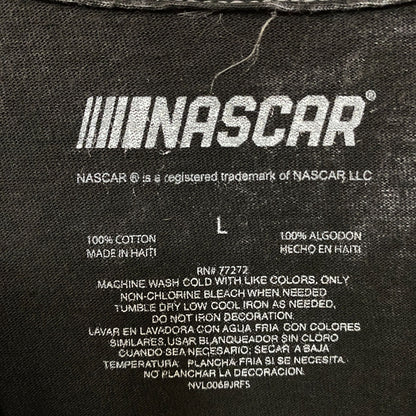 NASCAR®
NASCAR ® is a registered trademark of NASCAR, LLC
L
100% COTTON
MADE IN HAITI
100% ALGODON
HECHO EN HAITI
RN# 77272
MACHINE WASH COLD WITH LIKE COLORS, ONLY
NON-CHLORINE BLEACH WHEN NEEDED
TUMBLE DRY LOW COOL IRON AS NEEDED,
DO NOT IRON DECORATION.
LAVAR EN LAVADORA CON AGUA FRIA CON COLORES
SIMILARES, USAR BLANQUEADOR SIN CLORO
CUANDO SEA NECESARIO; SECAR A BAJA
TEMPERATURA. PLANCHA FRIA SI SE NECESITA.
NO PLANCHAR LA DECORACION.
NVL006BJRFS